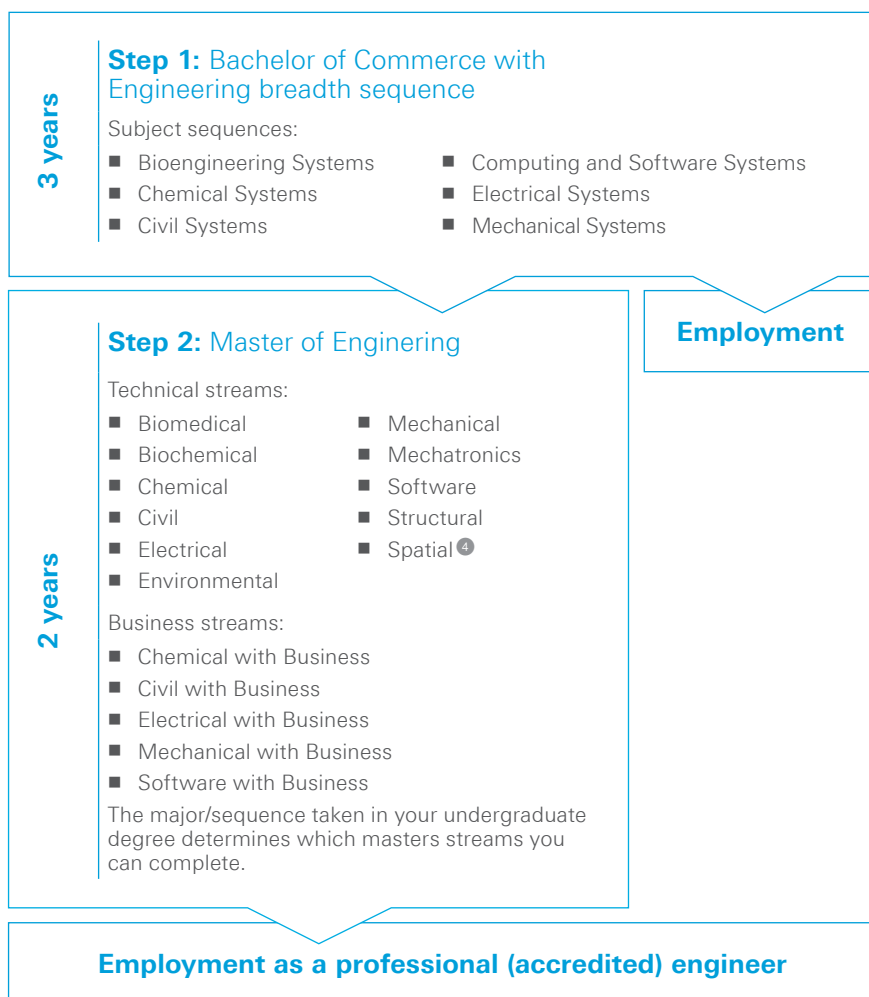 3 years
Step 1: Bachelor of Commerce with
Engineering breadth sequence
Subject sequences:
■ Bioengineering Systems
■ Chemical Systems
■ Civil Systems
■ Computing and Software Systems
■ Electrical Systems
■ Mechanical Systems
2 years
Step 2: Master of Enginering
Technical streams:
■ Biomedical
■ Biochemical
■ Chemical
■ Civil
■ Electrical
■ Environmental
■ Mechanical
■ Mechatronics
■ Software
■ Structural
■ Spatial 4
Business streams:
■ Chemical with Business
■ Civil with Business
■ Electrical with Business
■ Mechanical with Business
■ Software with Business
The major/sequence taken in your undergraduate
degree determines which masters streams you
can complete.
Employment
Employment as a professional (accredited) engineer